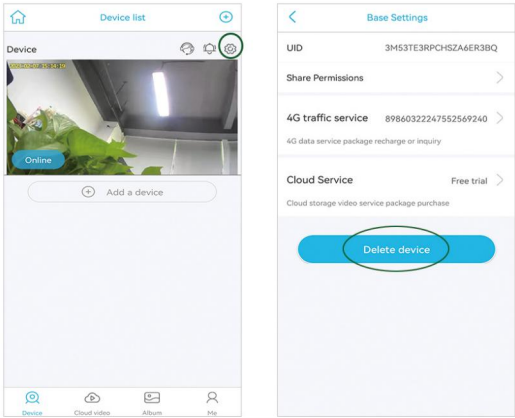 Device list
Device
Online
Add a device
Device
Cloud video
Album
Me
Base Settings
UID 3M53TE3RPCHSZA6ER3BQ
Share Permissions
4G traffic service 89860322247552569240
4G data service package recharge or inquiry
Cloud Service Free trial
Cloud storage video service package purchase
Delete device